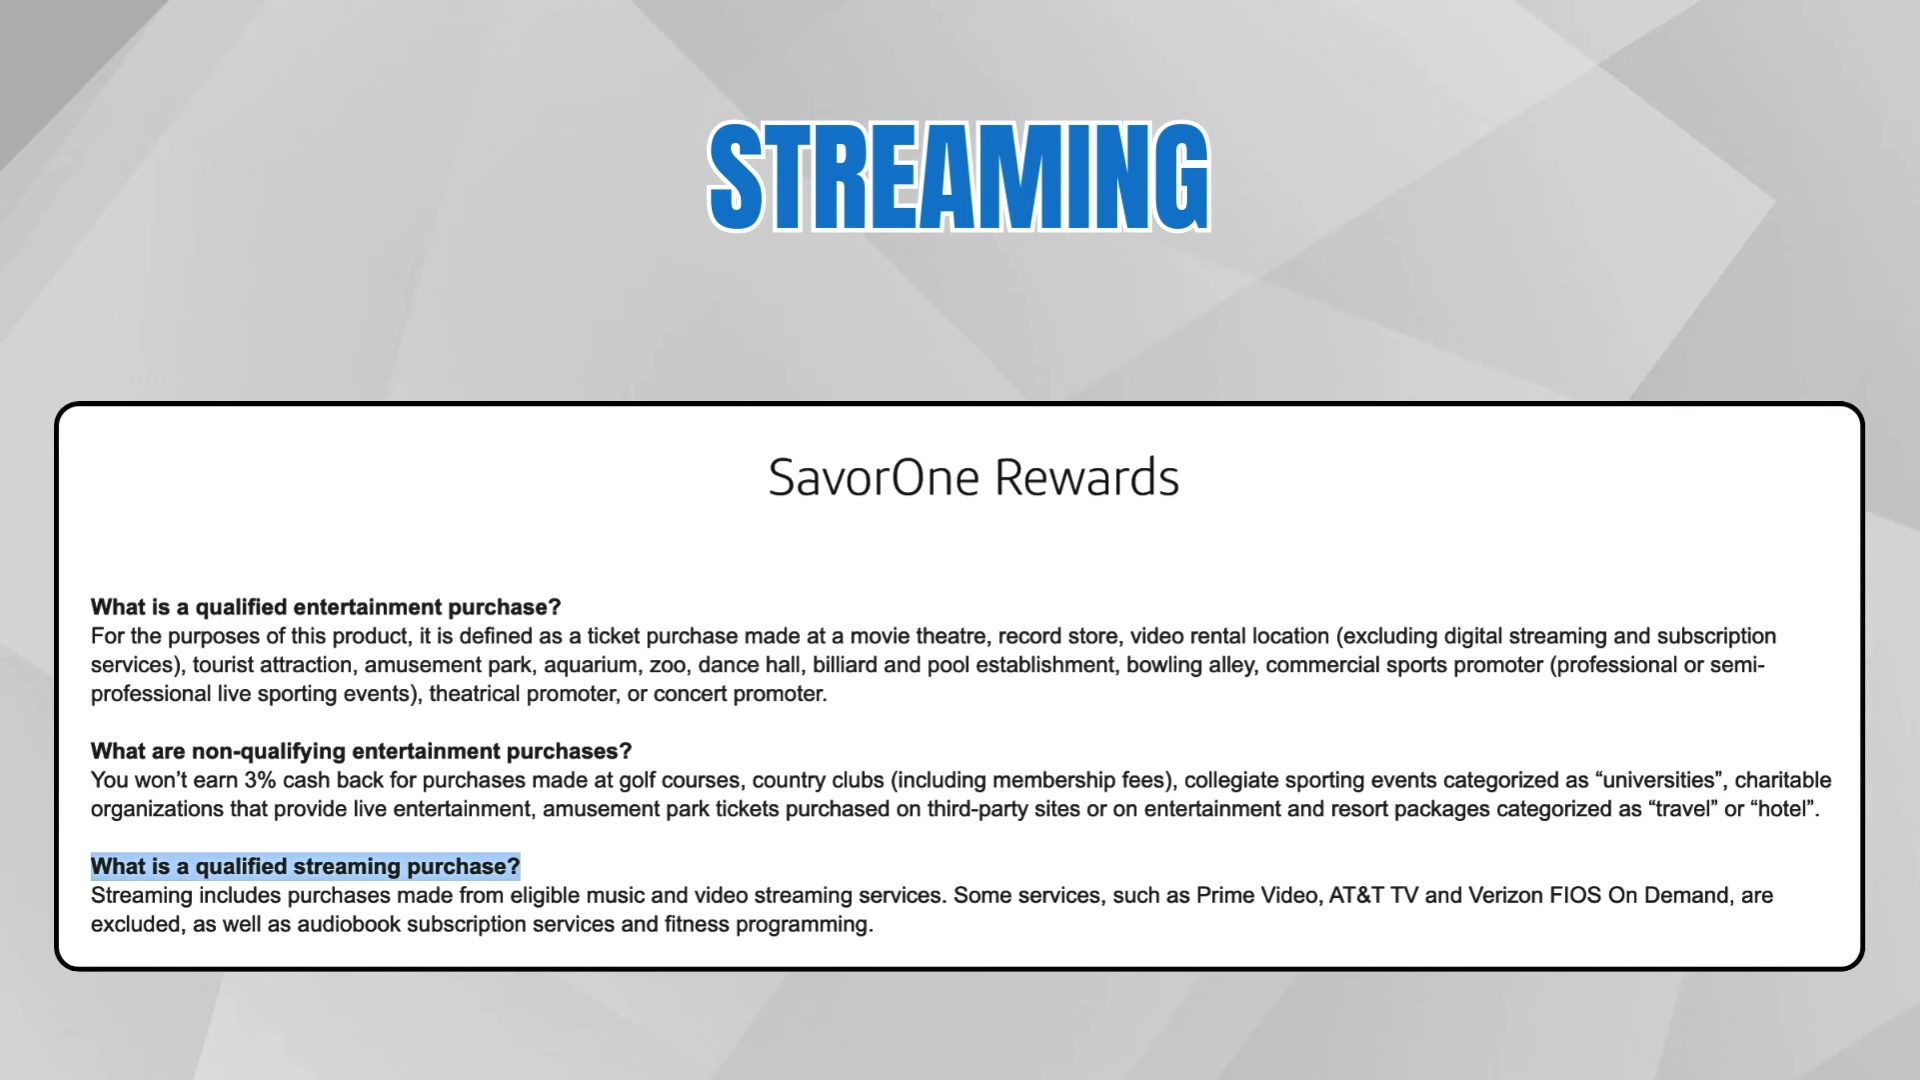 STREAMING
SavorOne Rewards
What is a qualified entertainment purchase?
For the purposes of this product, it is defined as a ticket purchase made at a movie theatre, record store, video rental location (excluding digital streaming and subscription
services), tourist attraction, amusement park, aquarium, zoo, dance hall, billiard and pool establishment, bowling alley, commercial sports promoter (professional or semi-
professional live sporting events), theatrical promoter, or concert promoter.
What are non-qualifying entertainment purchases?
You won’t earn 3% cash back for purchases made at golf courses, country clubs (including membership fees), collegiate sporting events categorized as “universities”, charitable
organizations that provide live entertainment, amusement park tickets purchased on third-party sites or on entertainment and resort packages categorized as “travel” or “hotel”.
What is a qualified streaming purchase?
Streaming includes purchases made from eligible music and video streaming services. Some services, such as Prime Video, AT&T TV and Verizon FIOS On Demand, are
excluded, as well as audiobook subscription services and fitness programming.